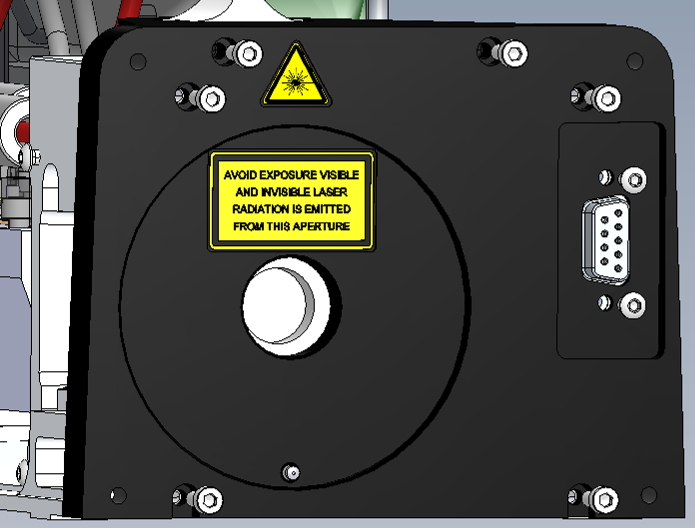 AVOID EXPOSURE VISIBLE
AND INVISIBLE LASER
RADIATION IS EMITTED
FROM THIS APERTURE